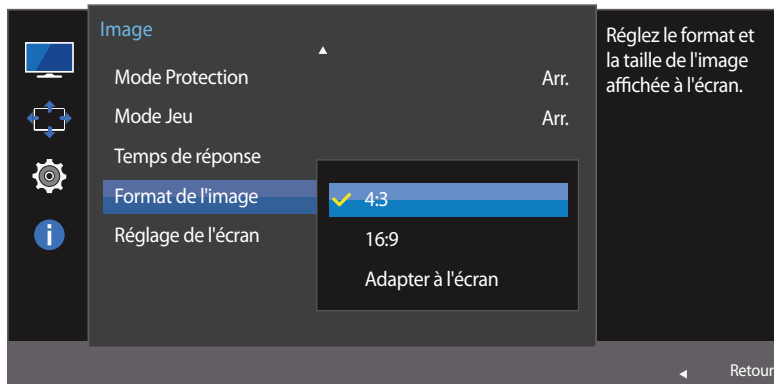 Image
Mode Protection Arr.
Mode Jeu Arr.
Temps de réponse
Format de l'image
Réglage de l'écran
4:3
16:9
Adapter à l'écran
Réglez le format et
la taille de l'image
affichée à l'écran.
Retour